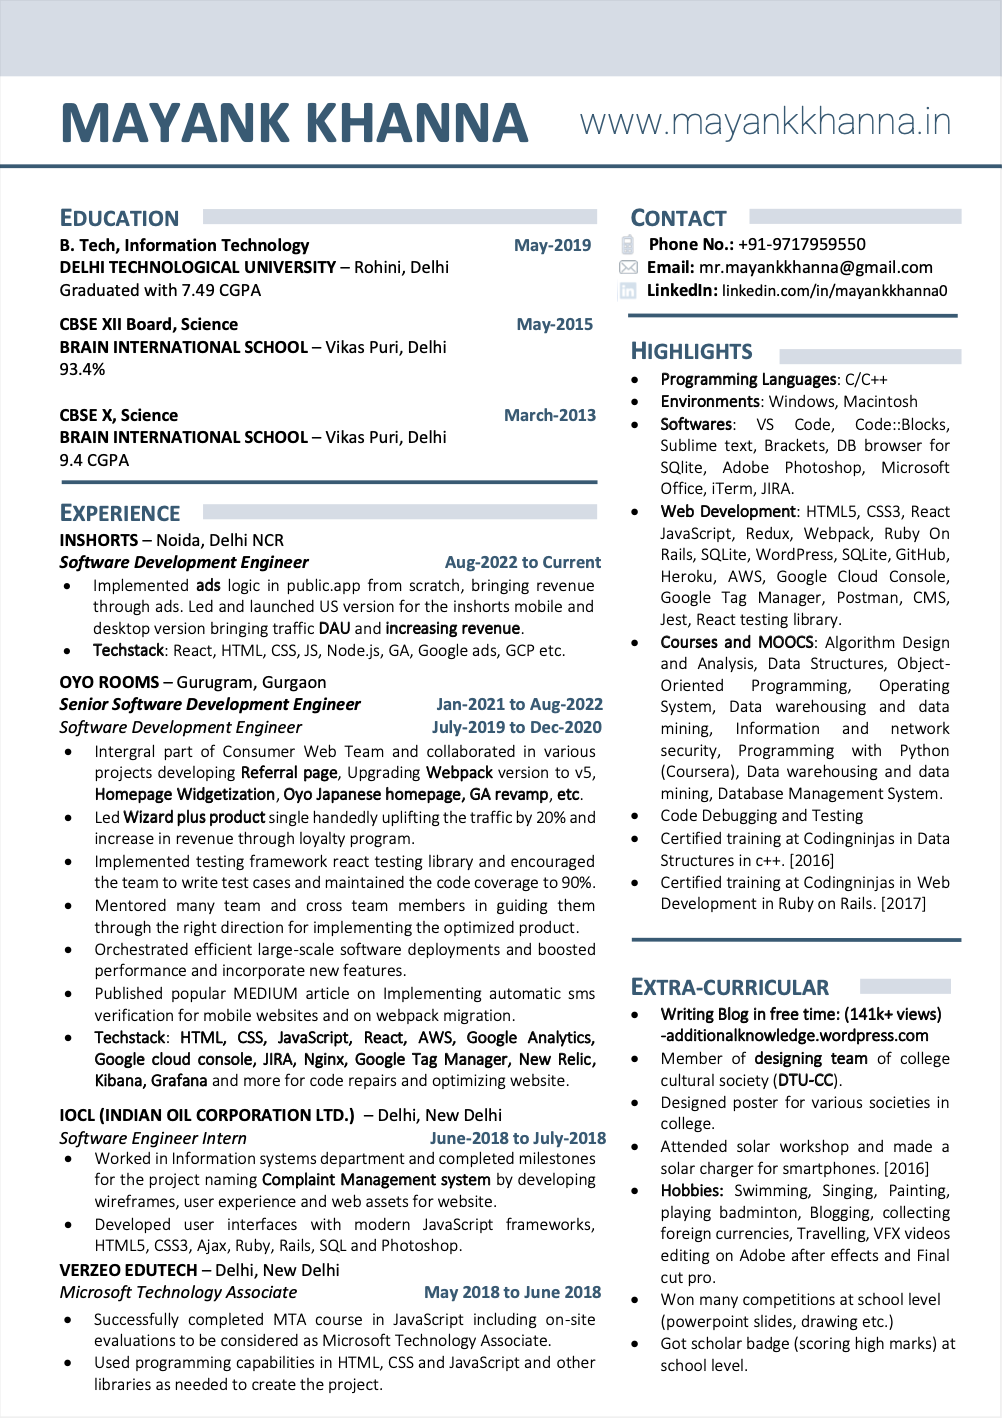 MAYANK KHANNA
www.mayankkhanna.in
EDUCATION
B. Tech, Information Technology May-2019
DELHI TECHNOLOGICAL UNIVERSITY – Rohini, Delhi
Graduated with 7.49 CGPA
CBSE XII Board, Science May-2015
BRAIN INTERNATIONAL SCHOOL – Vikas Puri, Delhi
93.4%
CBSE X, Science March-2013
BRAIN INTERNATIONAL SCHOOL – Vikas Puri, Delhi
9.4 CGPA
EXPERIENCE
INSHORTS – Noida, Delhi NCR
Software Development Engineer Aug-2022 to Current
• Implemented ads logic in public.app from scratch, bringing revenue
through ads. Led and launched US version for the inshorts mobile and
desktop version bringing traffic DAU and increasing revenue.
• Techstack: React, HTML, CSS, JS, Node.js, GA, Google ads, GCP etc.
OYO ROOMS – Gurugram, Gurgaon
Senior Software Development Engineer Jan-2021 to Aug-2022
Software Development Engineer July-2019 to Dec-2020
• Intergral part of Consumer Web Team and collaborated in various
projects developing Referral page, Upgrading Webpack version to v5,
Homepage Widgetization, Oyo Japanese homepage, GA revamp, etc.
• Led Wizard plus product single handedly uplifting the traffic by 20% and
increase in revenue through loyalty program.
• Implemented testing framework react testing library and encouraged
the team to write test cases and maintained the code coverage to 90%.
• Mentored many team and cross team members in guiding them
through the right direction for implementing the optimized product.
• Orchestrated efficient large-scale software deployments and boosted
performance and incorporate new features.
• Published popular MEDIUM article on Implementing automatic sms
verification for mobile websites and on webpack migration.
• Techstack: HTML, CSS, JavaScript, React, AWS, Google Analytics,
Google cloud console, JIRA, Nginx, Google Tag Manager, New Relic,
Kibana, Grafana and more for code repairs and optimizing website.
IOCL (INDIAN OIL CORPORATION LTD.) – Delhi, New Delhi
Software Engineer Intern June-2018 to July-2018
• Worked in Information systems department and completed milestones
for the project naming Complaint Management system by developing
wireframes, user experience and web assets for website.
• Developed user interfaces with modern JavaScript frameworks,
HTML5, CSS3, Ajax, Ruby, Rails, SQL and Photoshop.
VERZEO EDUTECH – Delhi, New Delhi
Microsoft Technology Associate May 2018 to June 2018
• Successfully completed MTA course in JavaScript including on-site
evaluations to be considered as Microsoft Technology Associate.
• Used programming capabilities in HTML, CSS and JavaScript and other
libraries as needed to create the project.
CONTACT
Phone No.: +91-9717959550
Email: mr.mayankkhanna@gmail.com
LinkedIn: linkedin.com/in/mayankkhanna0
HIGHLIGHTS
• Programming Languages: C/C++
• Environments: Windows, Macintosh
• Softwares: VS Code, Code::Blocks,
Sublime text, Brackets, DB browser for
SQlite, Adobe Photoshop, Microsoft
Office, iTerm, JIRA.
• Web Development: HTML5, CSS3, React
JavaScript, Redux, Webpack, Ruby On
Rails, SQLite, WordPress, SQLite, GitHub,
Heroku, AWS, Google Cloud Console,
Google Tag Manager, Postman, CMS,
Jest, React testing library.
• Courses and MOOCS: Algorithm Design
and Analysis, Data Structures, Object-
Oriented Programming, Operating
System, Data warehousing and data
mining, Information and network
security, Programming with Python
(Coursera), Data warehousing and data
mining, Database Management System.
• Code Debugging and Testing
• Certified training at Codingninjas in Data
Structures in c++. [2016]
• Certified training at Codingninjas in Web
Development in Ruby on Rails. [2017]
EXTRA-CURRICULAR
• Writing Blog in free time: (141k+ views)
-additionalknowledge.wordpress.com
• Member of designing team of college
cultural society (DTU-CC).
• Designed poster for various societies in
college.
• Attended solar workshop and made a
solar charger for smartphones. [2016]
• Hobbies: Swimming, Singing, Painting,
playing badminton, Blogging, collecting
foreign currencies, Travelling, VFX videos
editing on Adobe after effects and Final
cut pro.
• Won many competitions at school level
(powerpoint slides, drawing etc.)
• Got scholar badge (scoring high marks) at
school level.